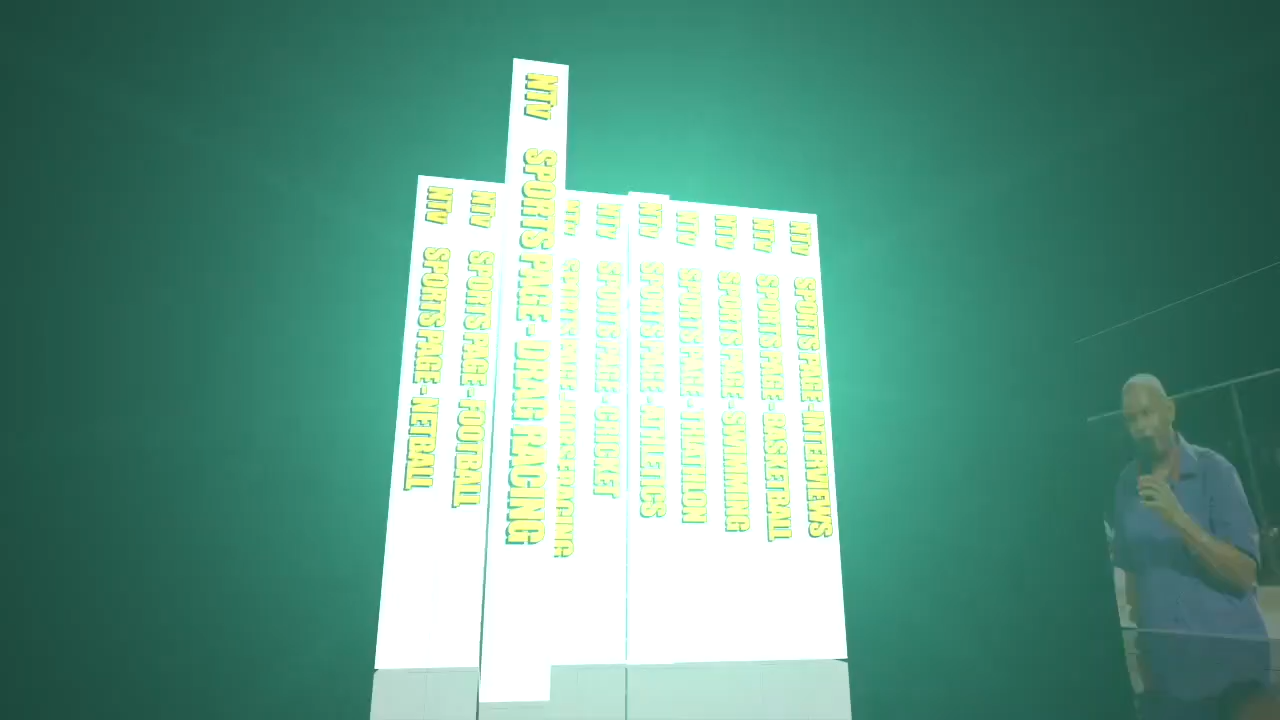 NTV SPORTS PAGE - NETBALL
NTV SPORTS PAGE - FOOTBALL
NTV SPORTS PAGE - DRAG RACING
NTV SPORTS PAGE - HORSERACING
NTV SPORTS PAGE - CRICKET
NTV SPORTS PAGE - ATHLETICS
NTV SPORTS PAGE - TRIATHLON
NTV SPORTS PAGE - SWIMMING
NTV SPORTS PAGE - BASKETBALL
NTV SPORTS PAGE - INTERVIEWS